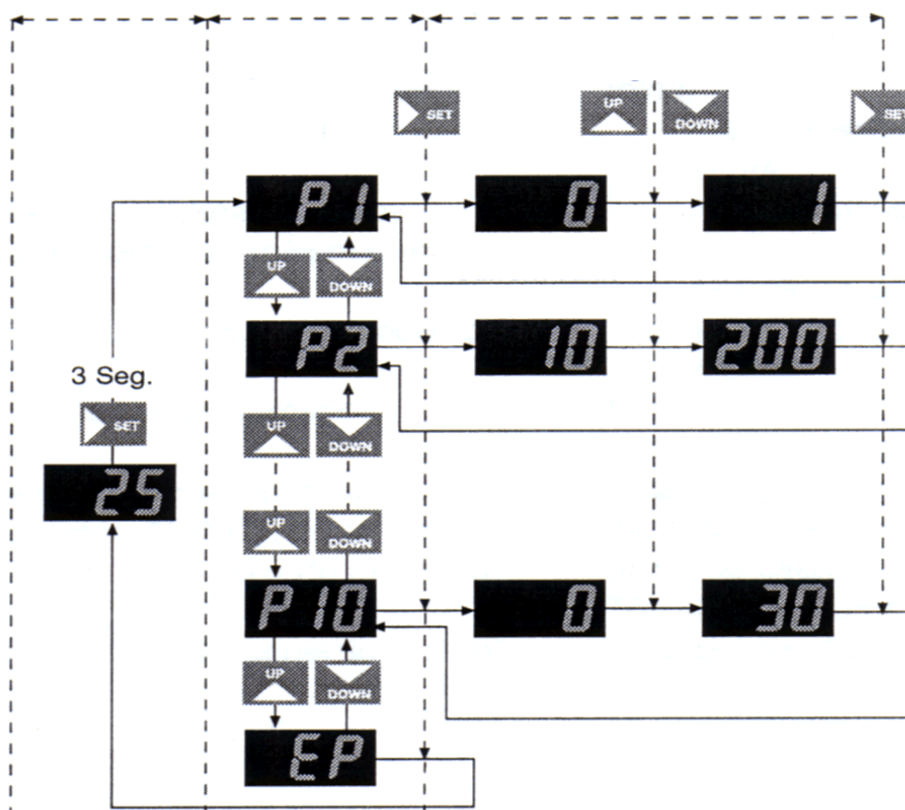 SET UP DOWN SET
P1 0 1
UP DOWN
P2 10 200
3 Seg.
SET UP DOWN
25
UP DOWN
P10 0 30
UP DOWN
EP